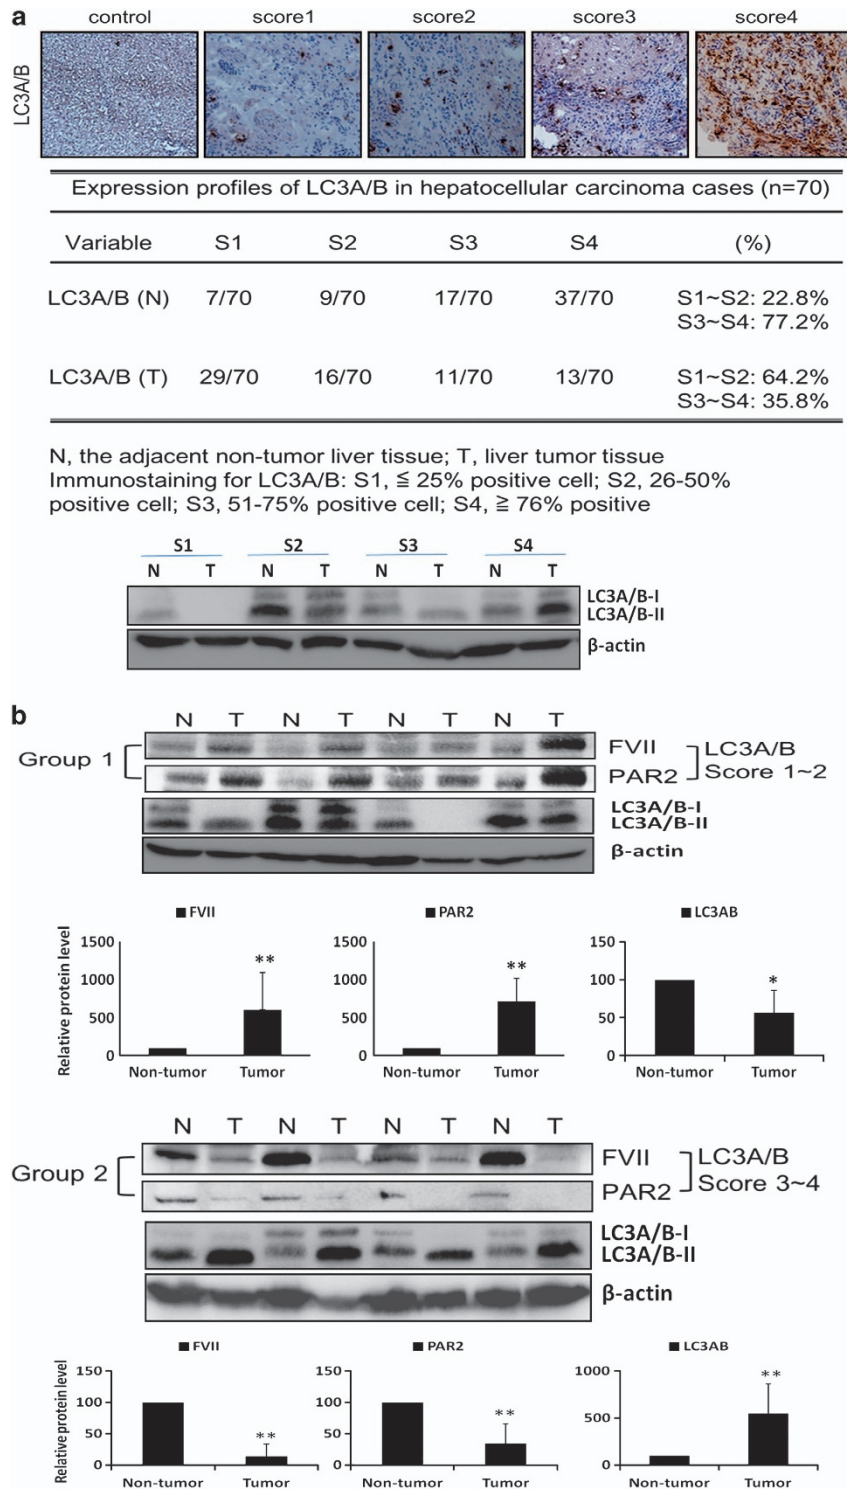 a
control score1 score2 score3 score4
LC3A/B
Expression profiles of LC3A/B in hepatocellular carcinoma cases (n=70)
Variable S1 S2 S3 S4 (%)
LC3A/B (N) 7/70 9/70 17/70 37/70 S1~S2: 22.8%
S3~S4: 77.2%
LC3A/B (T) 29/70 16/70 11/70 13/70 S1~S2: 64.2%
S3~S4: 35.8%
N, the adjacent non-tumor liver tissue; T, liver tumor tissue
Immunostaining for LC3A/B: S1, ≦ 25% positive cell; S2, 26-50%
positive cell; S3, 51-75% positive cell; S4, ≧ 76% positive
S1 S2 S3 S4
N T N T N T N T
LC3A/B-I
LC3A/B-II
β-actin
b
N T N T N T N T
Group 1 FVII LC3A/B
PAR2 Score 1~2
LC3A/B-I
LC3A/B-II
β-actin
FVII PAR2 LC3AB
Relative protein level
1500 1500 150
1000 1000 100
500 500 50
0 0 0
** ** *
Non-tumor Tumor Non-tumor Tumor Non-tumor Tumor
N T N T N T N T
Group 2 FVII LC3A/B
PAR2 Score 3~4
LC3A/B-I
LC3A/B-II
β-actin
FVII PAR2 LC3AB
Relative protein level
150 150 1000
100 100 500
50 50 0
0 0
** ** **
Non-tumor Tumor Non-tumor Tumor Non-tumor Tumor